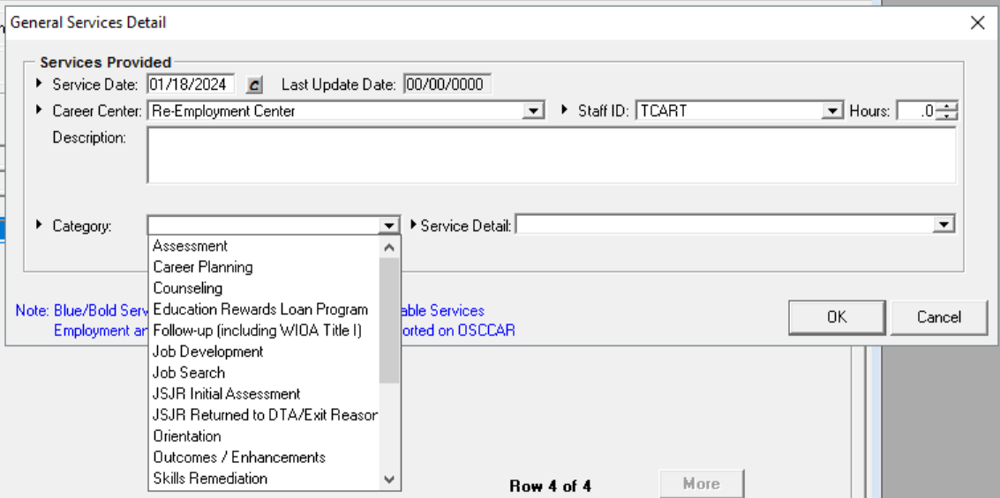 General Services Detail
Services Provided
Service Date: 01/18/2024 c Last Update Date: 00/00/0000
Career Center: Re-Employment Center Staff ID: TCART Hours: .0
Description:
Category: Service Detail:
Assessment
Career Planning
Counseling
Note: Blue/Bold Serv Education Rewards Loan Program able Services
Employment an Follow-up (including WIOA Title I) orted on OSCCAR
OK Cancel
Job Development
Job Search
JSJR Initial Assessment
JSJR Returned to DTA/Exit Reason
Orientation
Outcomes / Enhancements
Skills Remediation
Row 4 of 4 More